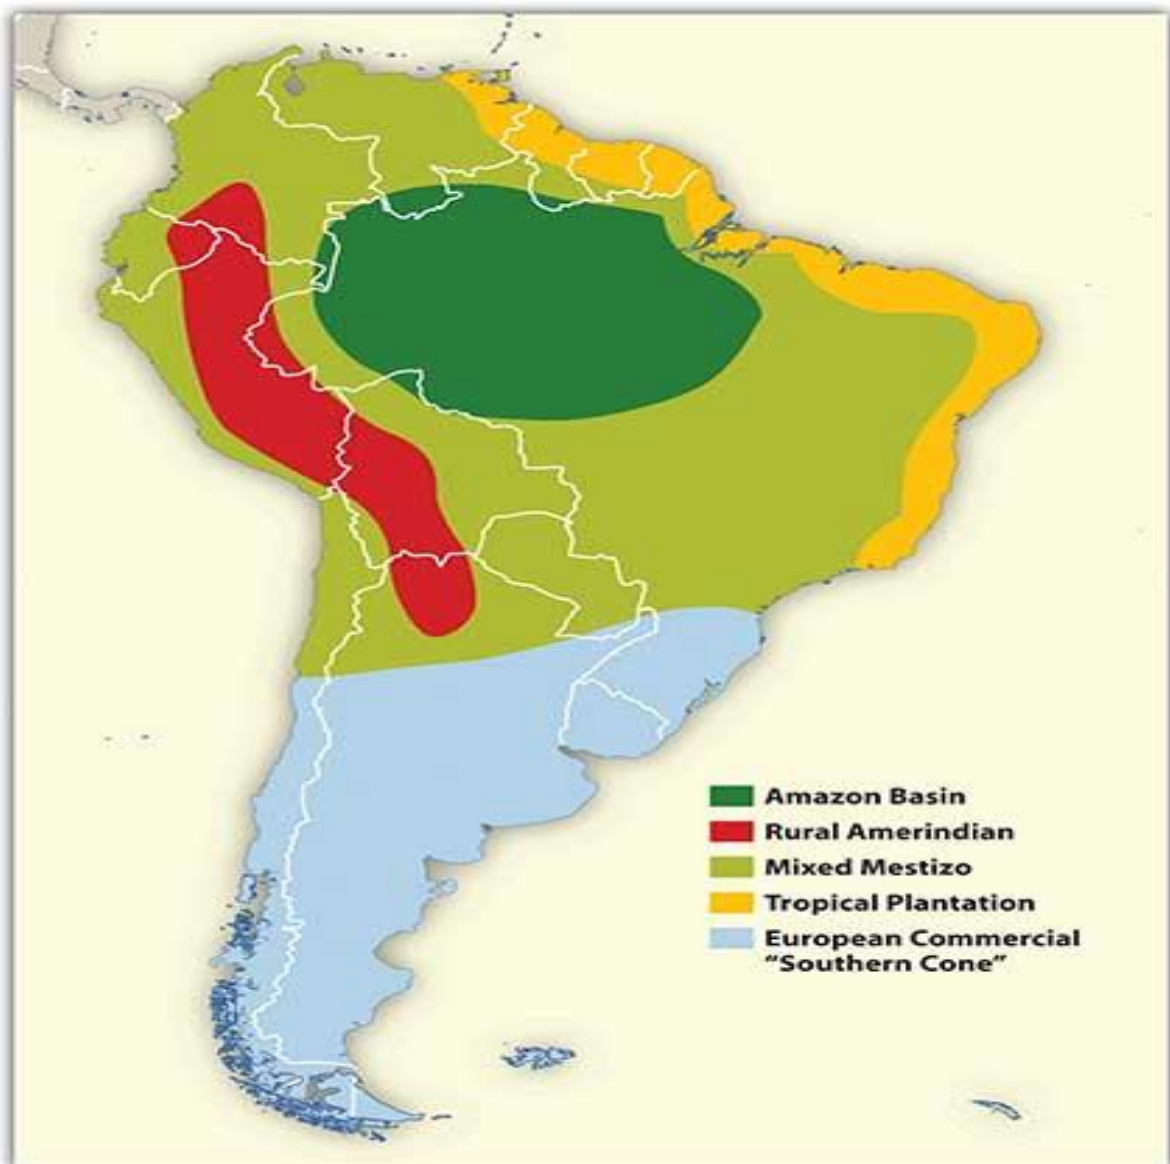 Amazon Basin
Rural Amerindian
Mixed Mestizo
Tropical Plantation
European Commercial
“Southern Cone”